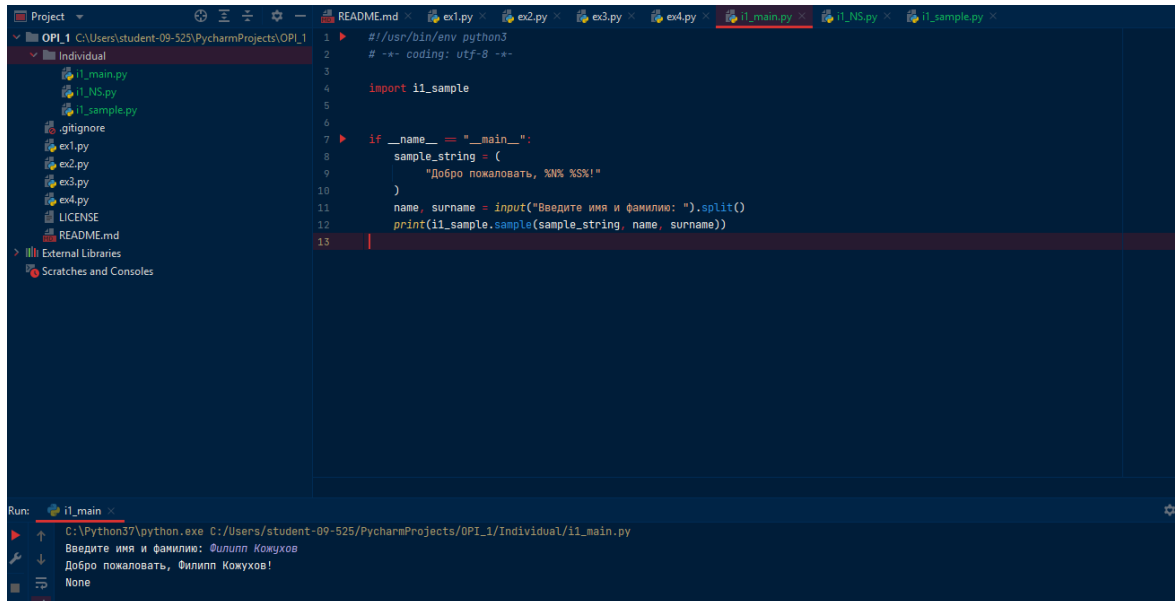 Project
README.md ex1.py ex2.py ex3.py ex4.py i1_main.py i1_NS.py i1_sample.py
OPI_1 C:\Users\student-09-525\PycharmProjects\OPI_1
Individual
i1_main.py
i1_NS.py
i1_sample.py
.gitignore
ex1.py
ex2.py
ex3.py
ex4.py
LICENSE
README.md
External Libraries
Scratches and Consoles
1 #!/usr/bin/env python3
2 # -*- coding: utf-8 -*-
3
4 import i1_sample
5
6
7 if __name__ == "__main__":
8 sample_string = (
9 "Добро пожаловать, %N% %S%!"
10 )
11 name, surname = input("Введите имя и фамилию: ").split()
12 print(i1_sample.sample(sample_string, name, surname))
13
Run: i1_main
C:\Python37\python.exe C:/Users/student-09-525/PycharmProjects/OPI_1/Individual/i1_main.py
Введите имя и фамилию: Филипп Кожухов
Добро пожаловать, Филипп Кожухов!
None